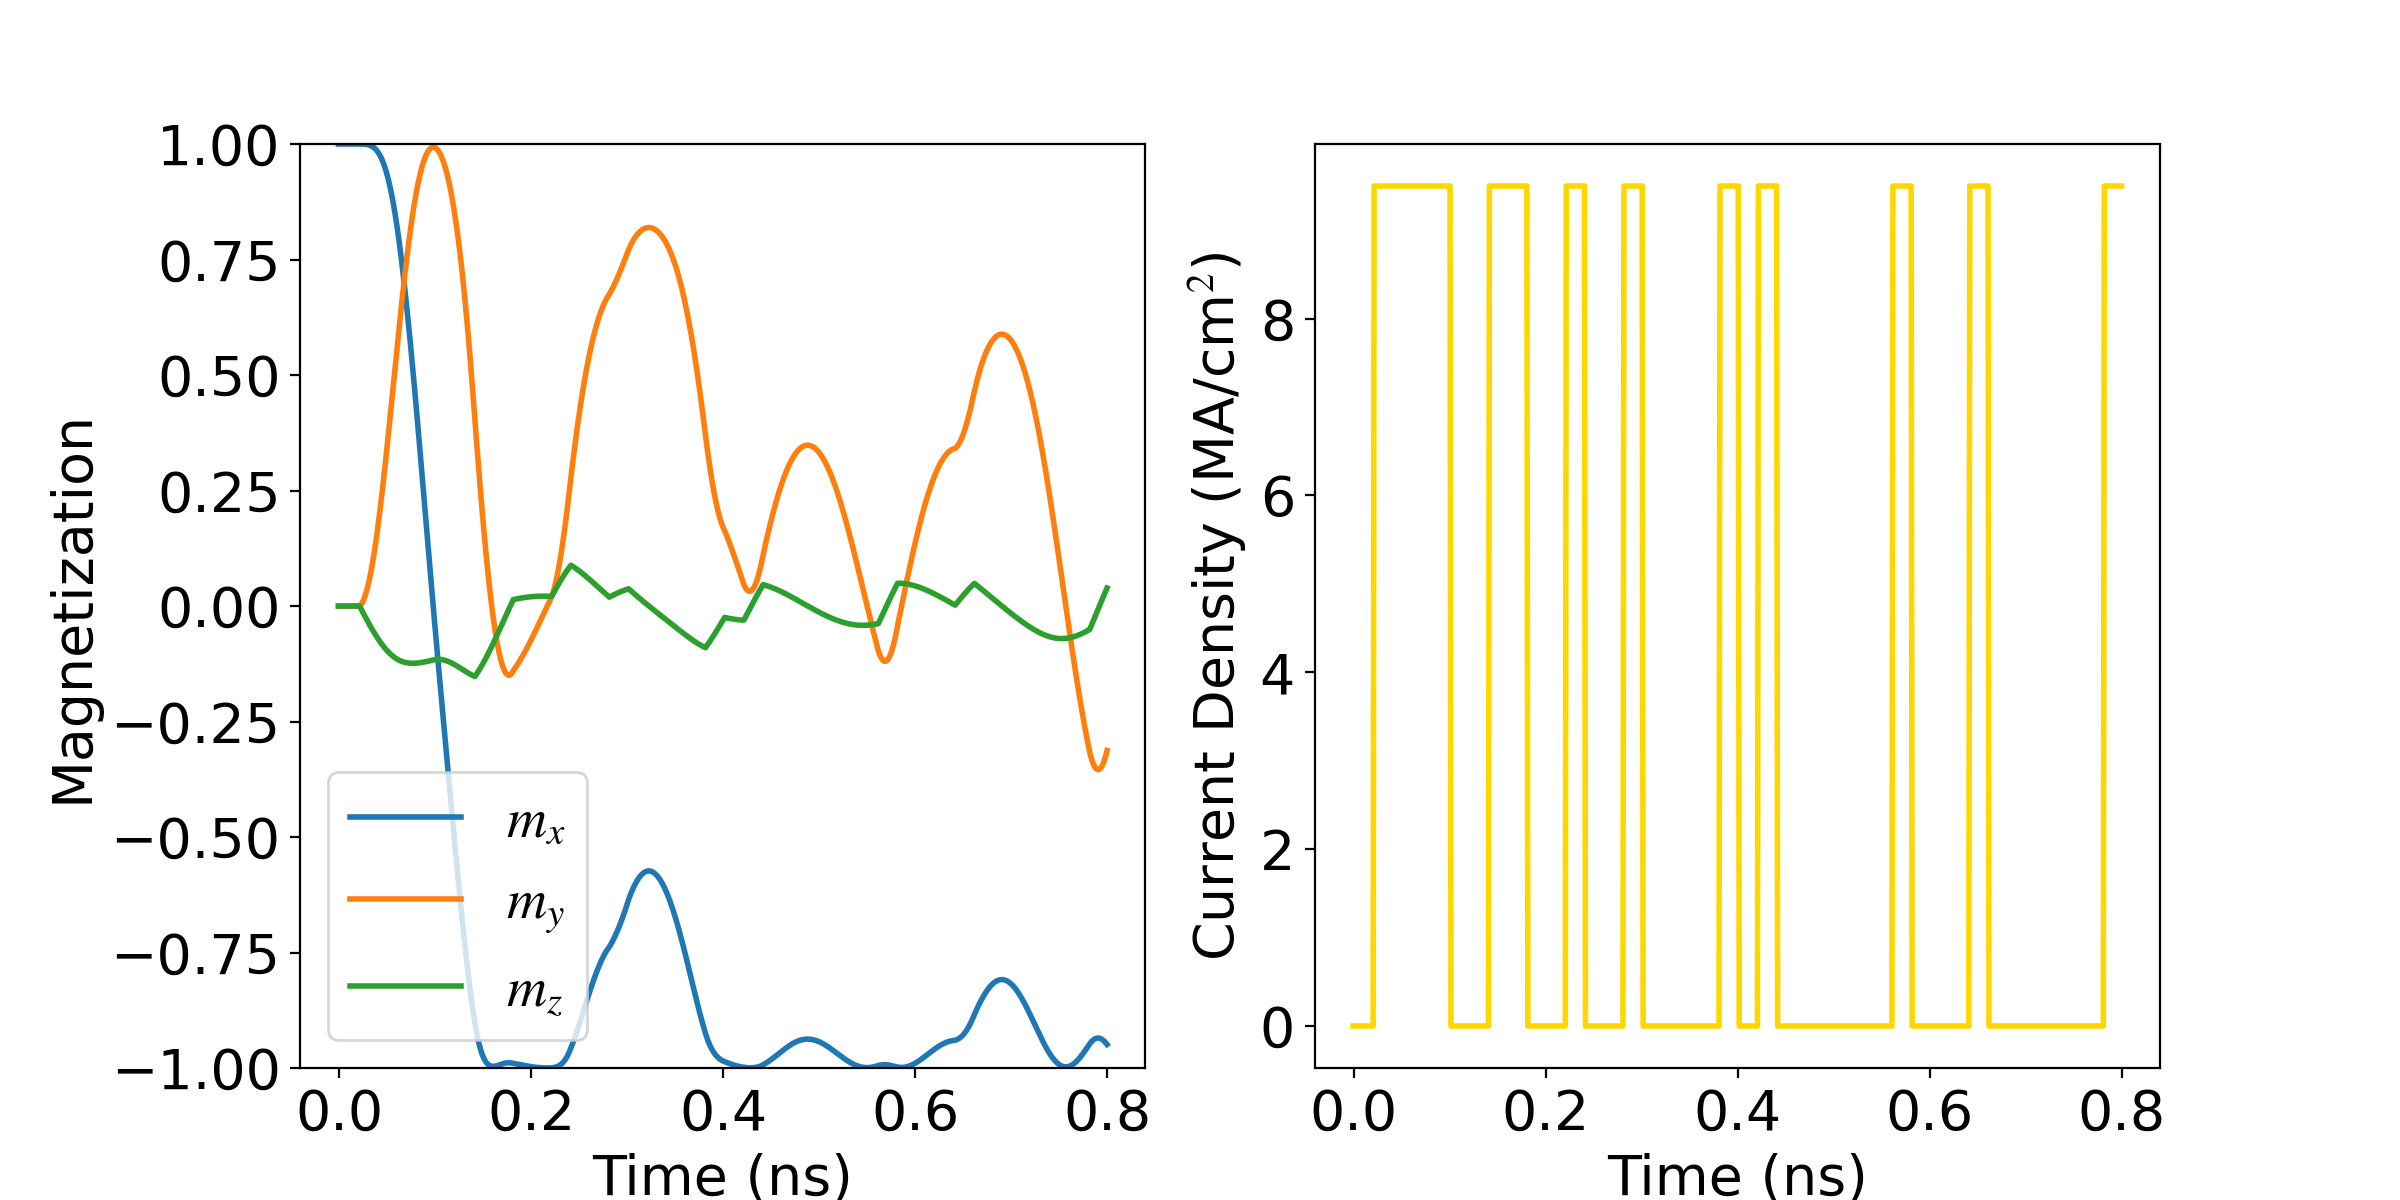 Magnetization
1.00
0.75
0.50
0.25
0.00
−0.25
−0.50
−0.75
−1.00
m_x
m_y
m_z
0.0 0.2 0.4 0.6 0.8
Time (ns)
Current Density (MA/cm²)
8
6
4
2
0
0.0 0.2 0.4 0.6 0.8
Time (ns)